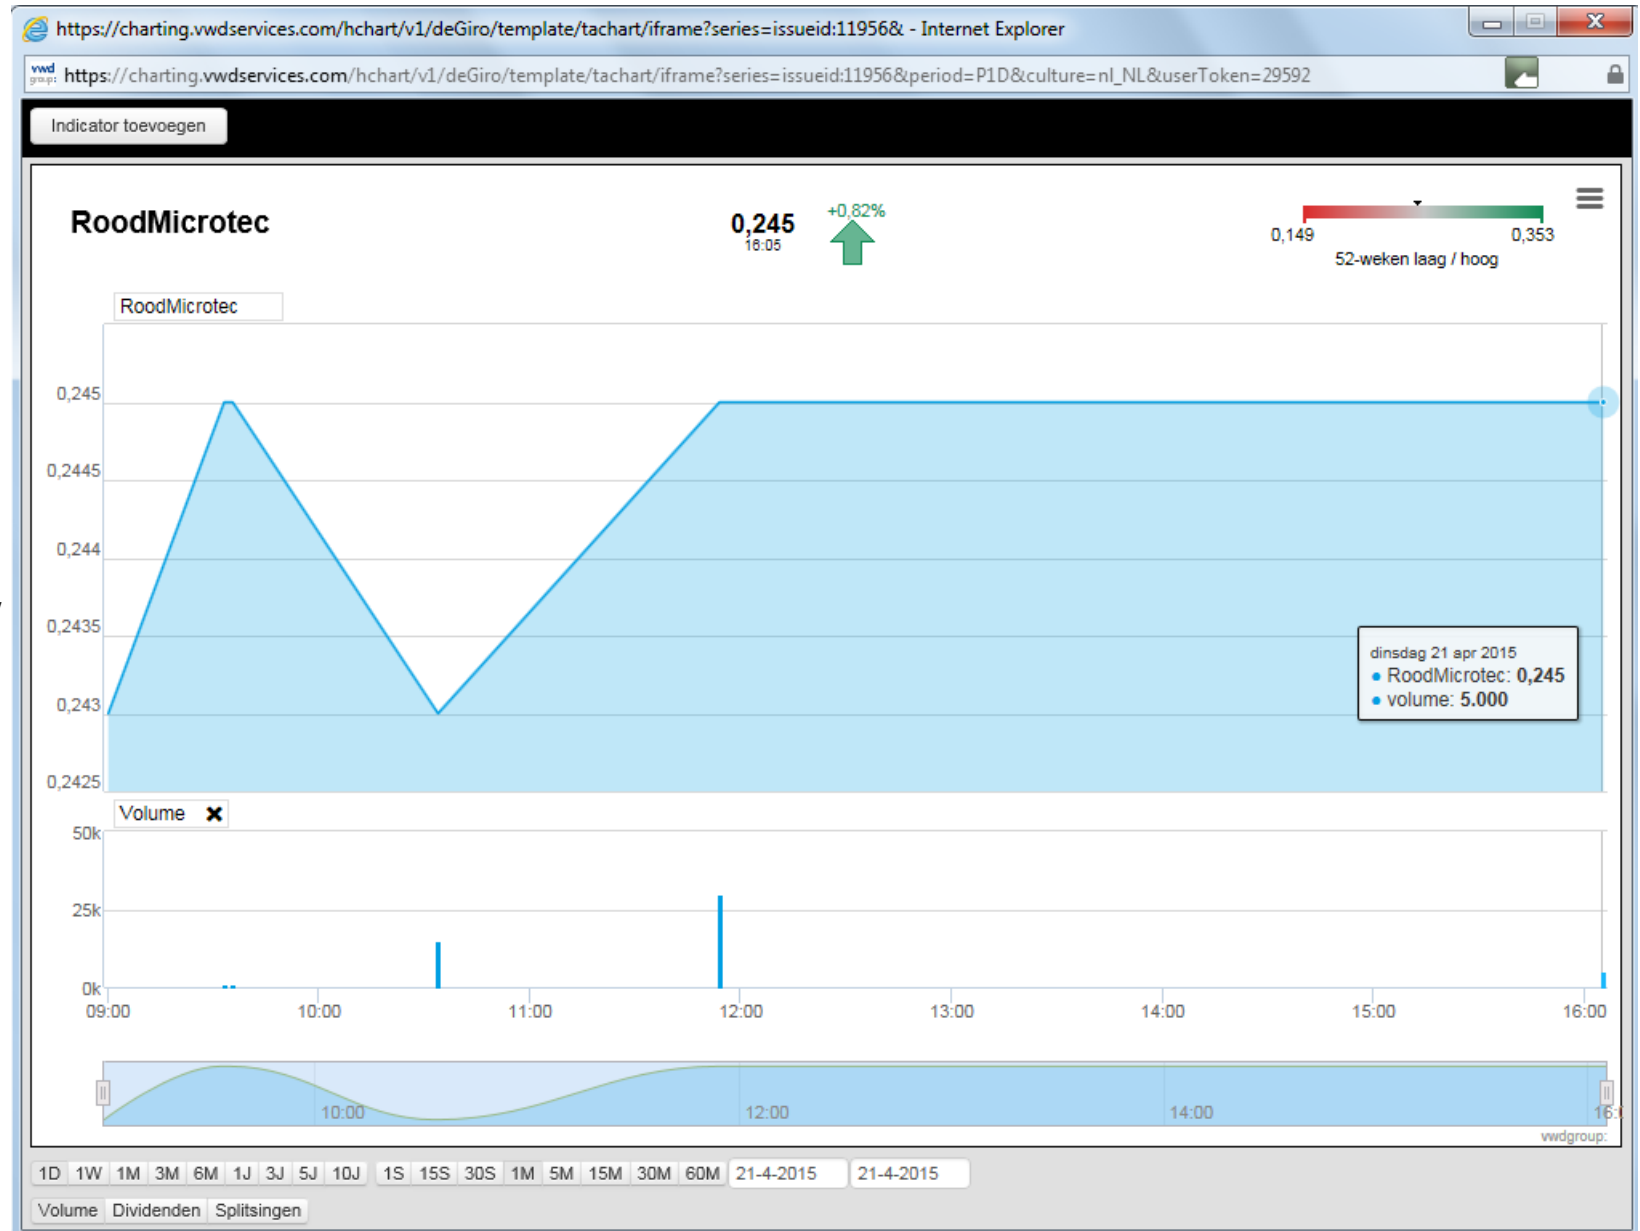 https://charting.vwdservices.com/hchart/v1/deGiro/template/tachart/iframe?series=issueid:11956& - Internet Explorer
vwd group: https://charting.vwdservices.com/hchart/v1/deGiro/template/tachart/iframe?series=issueid:11956&period=P1D&culture=nl_NL&userToken=29592
Indicator toevoegen
RoodMicrotec
0,245
16:05
+0,82%
0,149 0,353
52-weken laag / hoog
RoodMicrotec
0,245
0,2445
0,244
0,2435
0,243
0,2425
dinsdag 21 apr 2015
• RoodMicrotec: 0,245
• volume: 5.000
Volume ✖
50k
25k
0k
09:00 10:00 11:00 12:00 13:00 14:00 15:00 16:00
10:00 12:00 14:00
vwdgroup:
1D 1W 1M 3M 6M 1J 3J 5J 10J 1S 15S 30S 1M 5M 15M 30M 60M 21-4-2015 21-4-2015
Volume Dividenden Splitsingen